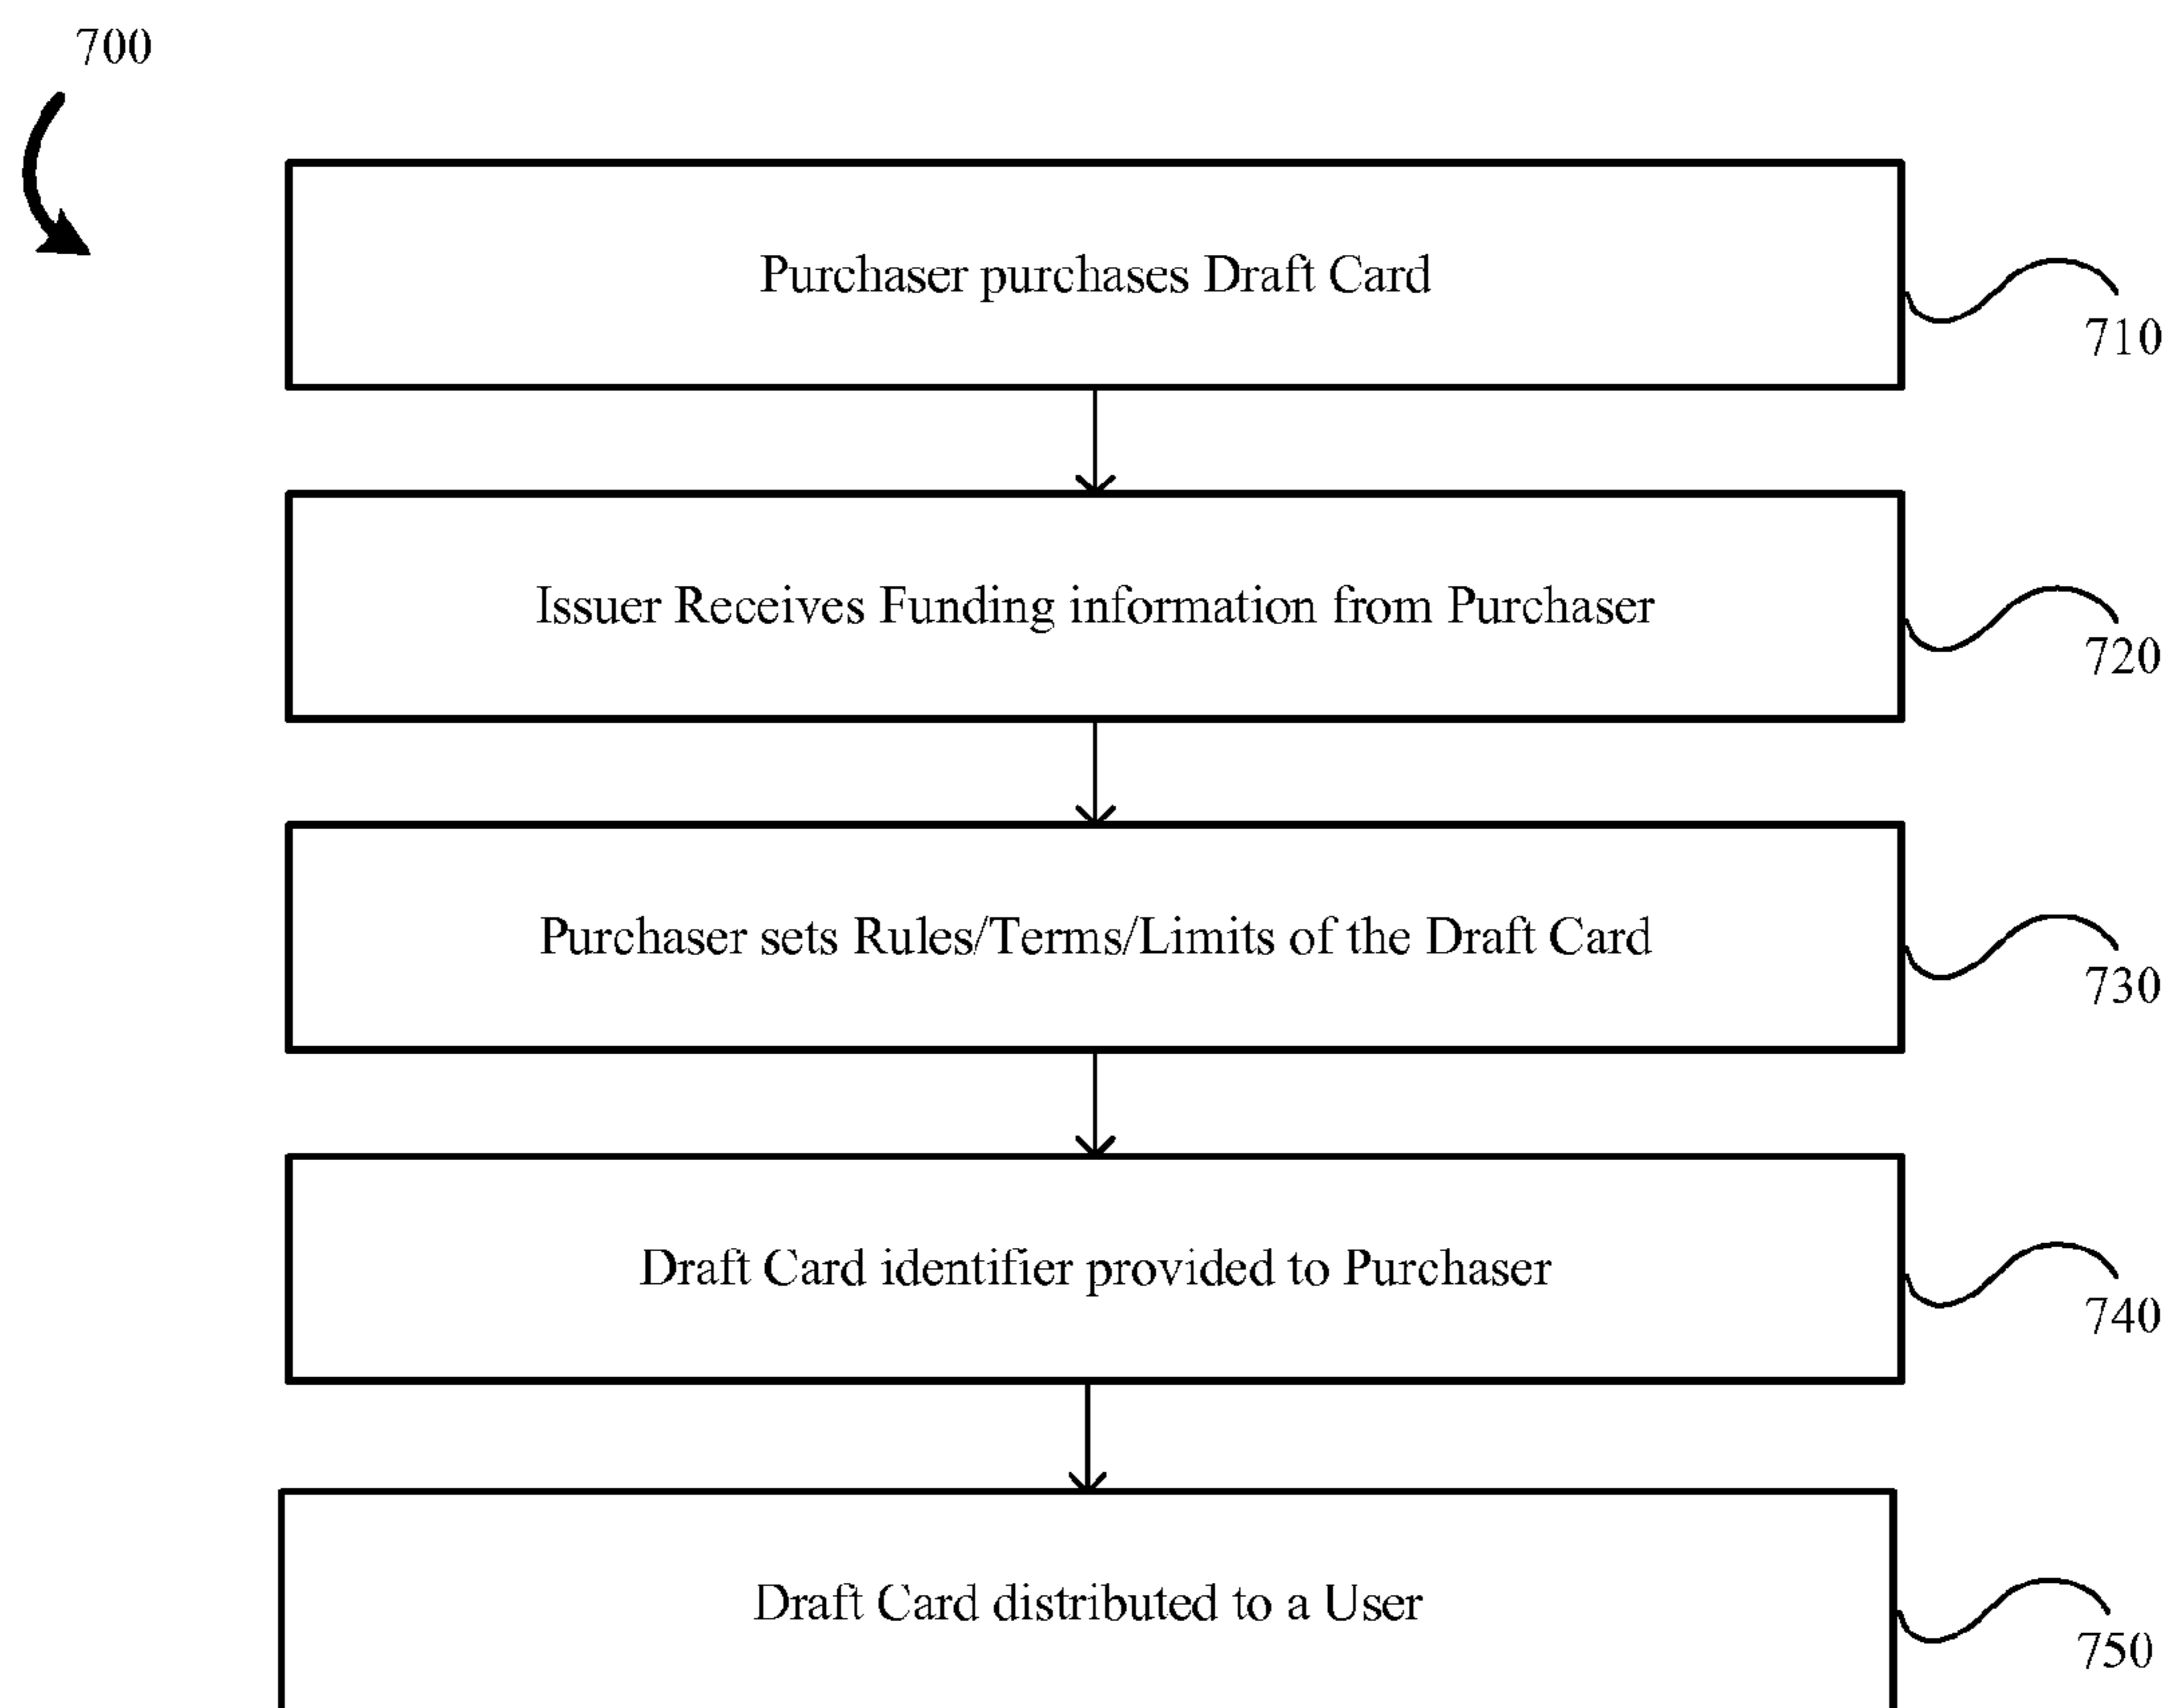 700
Purchaser purchases Draft Card
710
Issuer Receives Funding information from Purchaser
720
Purchaser sets Rules/Terms/Limits of the Draft Card
730
Draft Card identifier provided to Purchaser
740
Draft Card distributed to a User
750